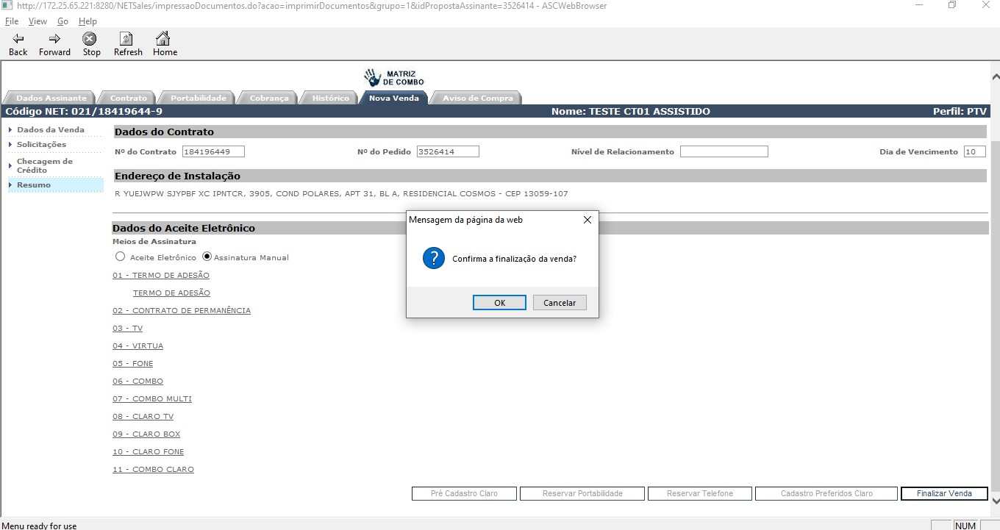 http://172.25.65.221:8280/NETSales/impressaoDocumentos.do?acao=imprimirDocumentos&grupo=1&idPropostaAssinante=3526414 - ASCWebBrowser
File View Go Help
Back Forward Stop Refresh Home
MATRIZ
DE COMBO
Dados Assinante Contrato Portabilidade Cobrança Histórico Nova Venda Aviso de Compra
Código NET: 021/18419644-9 Nome: TESTE CT01 ASSISTIDO Perfil: PTV
Dados da Venda
Solicitações
Checagem de
Crédito
Resumo
Dados do Contrato
Nº do Contrato 184196449 Nº do Pedido 3526414 Nível de Relacionamento Dia de Vencimento 10
Endereço de Instalação
R YUEJWPW SJYPBF XC IPNTCR, 3905, COND POLARES, APT 31, BL A, RESIDENCIAL COSMOS - CEP 13059-107
Dados do Aceite Eletrônico
Meios de Assinatura
Aceite Eletrônico Assinatura Manual
01 - TERMO DE ADESÃO
TERMO DE ADESÃO
02 - CONTRATO DE PERMANÊNCIA
03 - TV
04 - VIRTUA
05 - FONE
06 - COMBO
07 - COMBO MULTI
08 - CLARO TV
09 - CLARO BOX
10 - CLARO FONE
11 - COMBO CLARO
Mensagem da página da web
?
Confirma a finalização da venda?
OK Cancelar
Pré Cadastro Claro Reservar Portabilidade Reservar Telefone Cadastro Preferidos Claro Finalizar Venda
Menu ready for use NUM